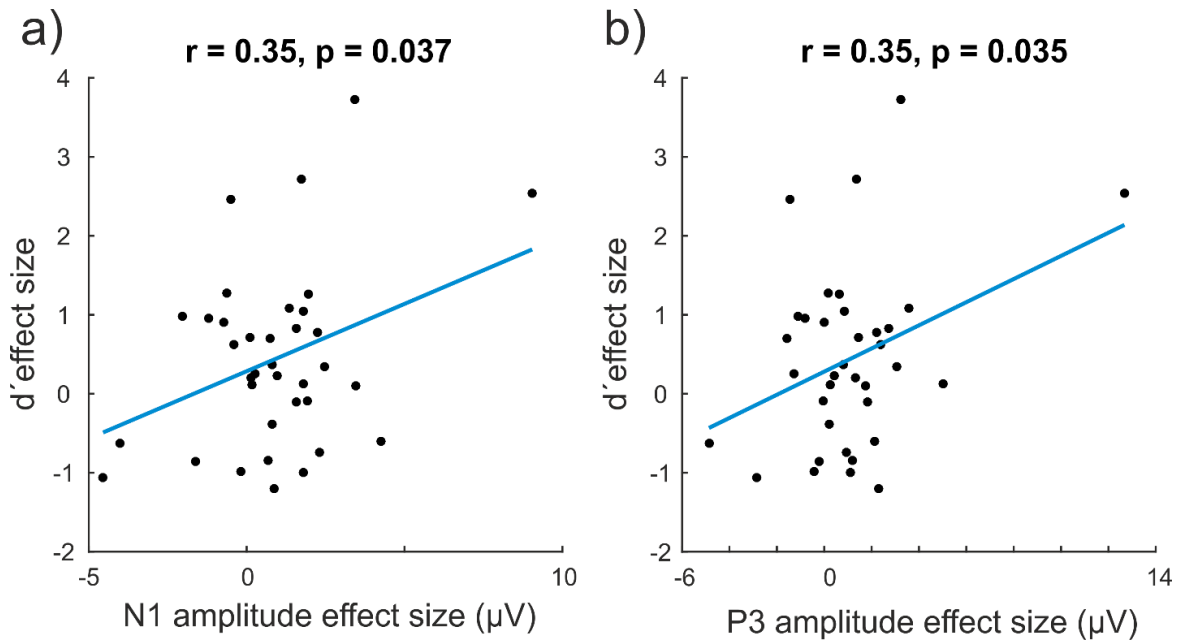 a)
r = 0.35, p = 0.037
4
3
2
1
0
-1
-2
d´effect size
-5
0
10
N1 amplitude effect size (μV)
b)
r = 0.35, p = 0.035
4
3
2
1
0
-1
-2
d´effect size
-6
0
14
P3 amplitude effect size (μV)